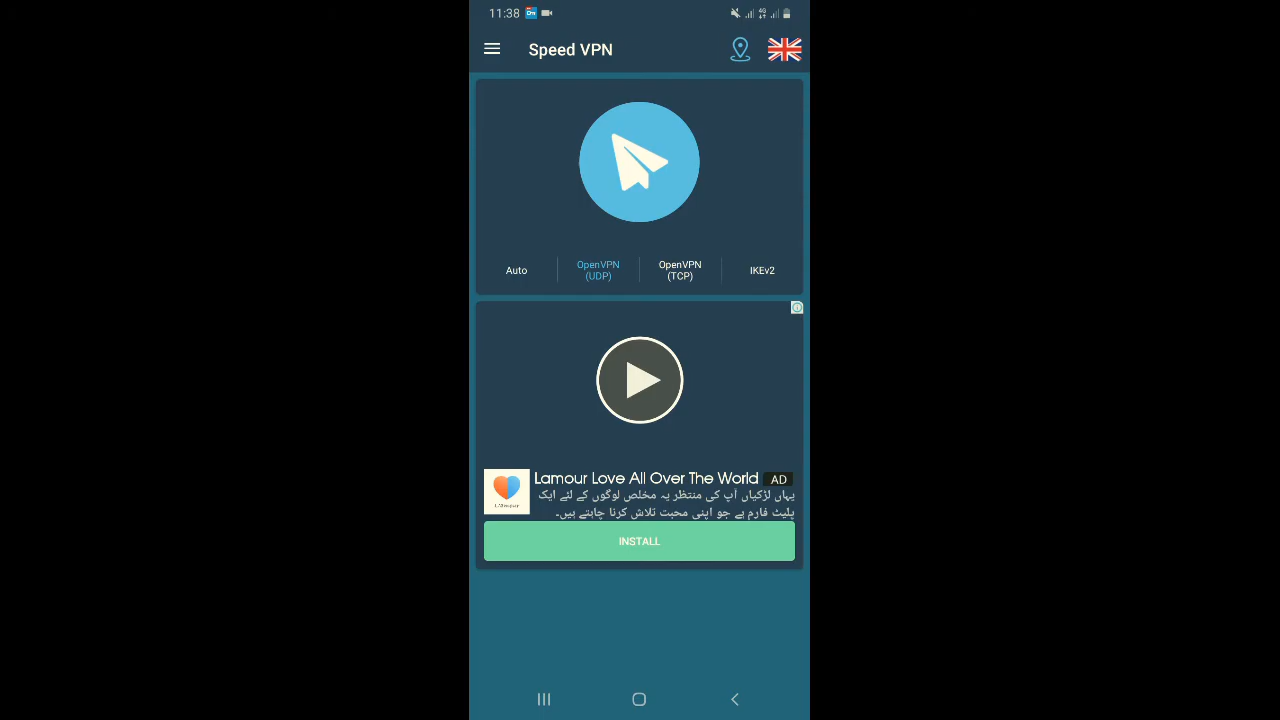 11:38
4G
Speed VPN
Auto
OpenVPN
(UDP)
OpenVPN
(TCP)
IKEv2
Lamour Love All Over The World AD
یہاں لڑکیاں آپ کی منتظر یہ مخلص لوگوں کے لئے ایک
پلیٹ فارم ہے جو اپنی محبت تلاش کرنا چاہتے ہیں۔
INSTALL